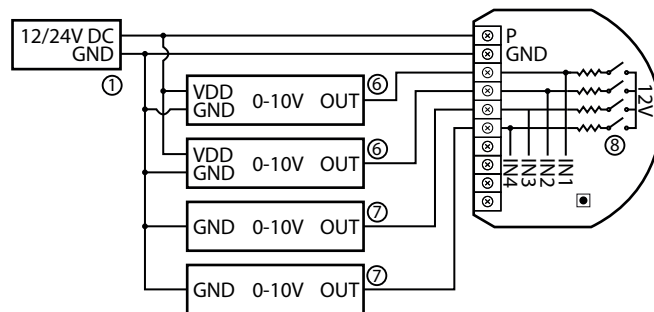 12/24V DC
GND
①
P
GND
VDD
GND
0-10V
OUT
⑥
VDD
GND
0-10V
OUT
⑥
GND
0-10V
OUT
⑦
GND
0-10V
OUT
⑦
12V
⑧
IN4
IN3
IN2
IN1